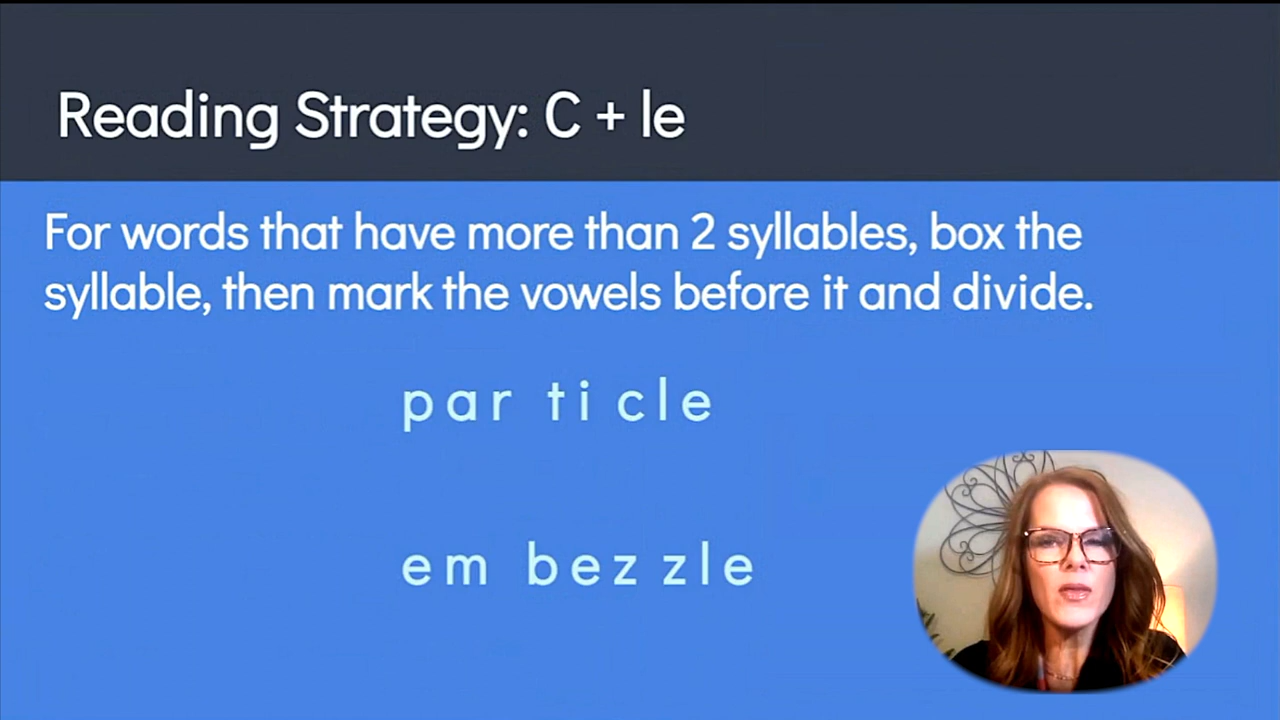 Reading Strategy: C + le
For words that have more than 2 syllables, box the
syllable, then mark the vowels before it and divide.
par ti cle
em bez zle